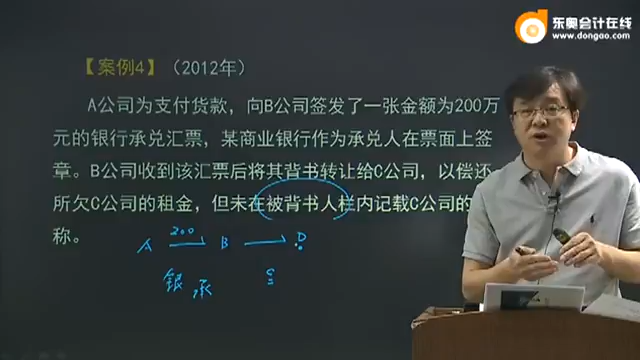 东奥会计在线
www.dongao.com
【案例4】（2012年）
A公司为支付货款，向B公司签发了一张金额为200万
元的银行承兑汇票，某商业银行作为承兑人在票面上签
章。B公司收到该汇票后将其背书转让给C公司，以偿还
所欠C公司的租金，但未在被背书人栏内记载C公司的
称。
200
A B D
银 承